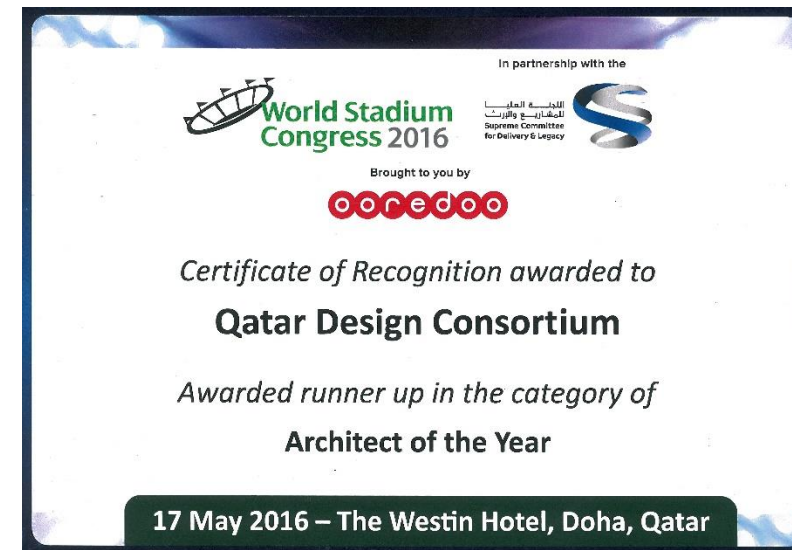 In partnership with the
World Stadium
Congress 2016
اللجنة العليا
للمشاريع والإرث
Supreme Committee
for Delivery & Legacy
Brought to you by
ooredoo
Certificate of Recognition awarded to
Qatar Design Consortium
Awarded runner up in the category of
Architect of the Year
17 May 2016 – The Westin Hotel, Doha, Qatar